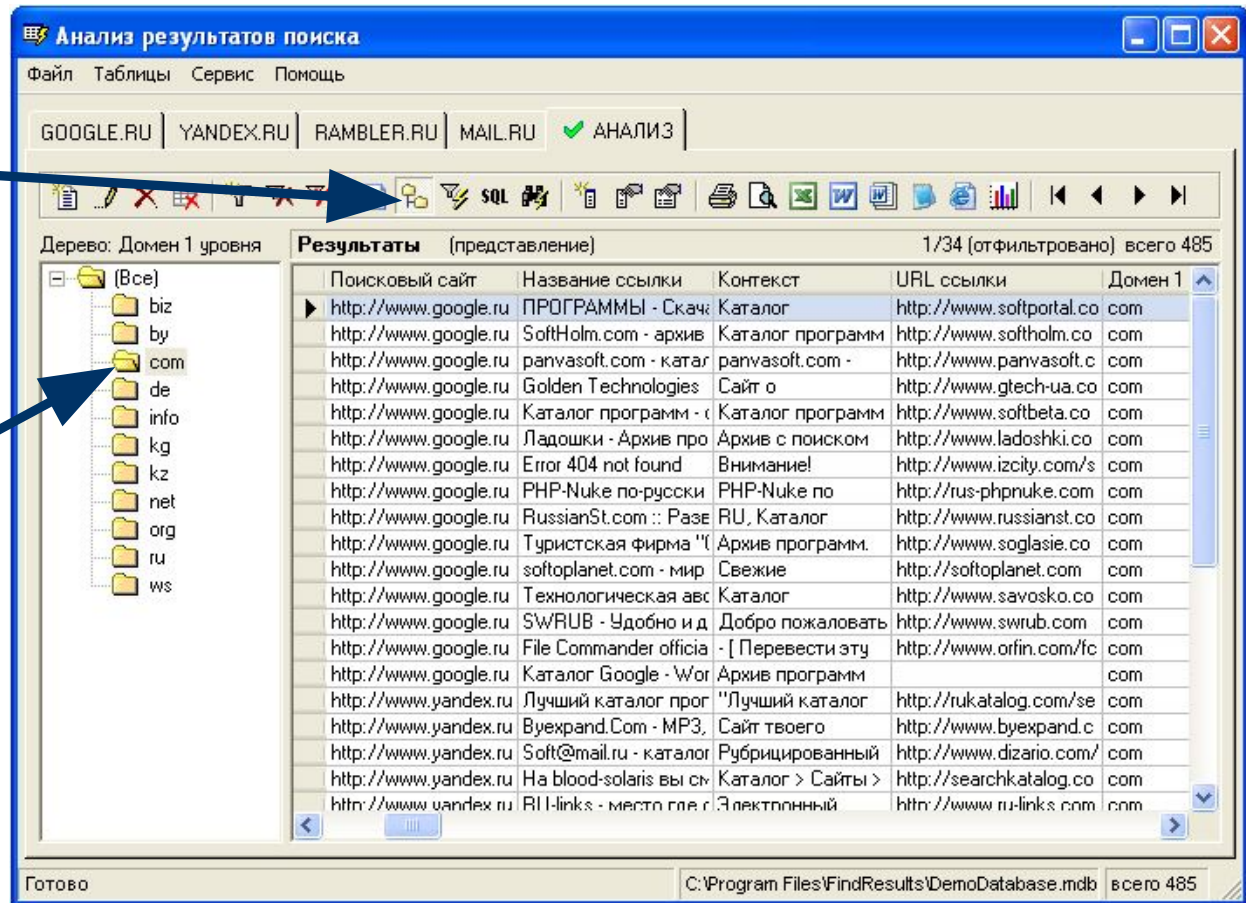 Анализ результатов поиска
Файл Таблицы Сервис Помощь
GOOGLE.RU YANDEX.RU RAMBLER.RU MAIL.RU АНАЛИЗ
SQL
Дерево: Домен 1 уровня Результаты (представление) 1/34 (отфильтровано) всего 485
(Все) Поисковый сайт Название ссылки Контекст URL ссылки Домен 1
biz http://www.google.ru ПРОГРАММЫ - Скача Каталог http://www.softportal.co com
by http://www.google.ru SoftHolm.com - архив Каталог программ http://www.softholm.co com
com http://www.google.ru panvasoft.com - катал panvasoft.com - http://www.panvasoft.c com
de http://www.google.ru Golden Technologies Сайт о http://www.gtech-ua.co com
info http://www.google.ru Каталог программ - Каталог программ http://www.softbeta.co com
kg http://www.google.ru Ладошки - Архив про Архив с поиском http://www.ladoshki.co com
kz http://www.google.ru Error 404 not found Внимание! http://www.izcity.com/s com
net http://www.google.ru PHP-Nuke по-русски PHP-Nuke по http://rus-phpnuke.com com
org http://www.google.ru RussianSt.com :: Разв RU, Каталог http://www.russianst.co com
ru http://www.google.ru Туристская фирма " Архив программ. http://www.soglasie.co com
ws http://www.google.ru softoplanet.com - мир Свежие http://softoplanet.com com
http://www.google.ru Технологическая Каталог http://www.savosko.co com
http://www.google.ru SWRUB - Удобно и д Добро пожаловать http://www.swrub.com com
http://www.google.ru File Commander officia - [ Перевести эту http://www.orfin.com/fc com
http://www.google.ru Каталог Google - Wor Архив программ com
http://www.yandex.ru Лучший каталог прог "Лучший каталог http://rukatalog.com/se com
http://www.yandex.ru Byexpand.Com - MP3, Сайт твоего http://www.byexpand.c com
http://www.yandex.ru Soft@mail.ru - каталог Рубрицированный http://www.dizario.com/ com
http://www.yandex.ru На blood-solaris вы см Каталог > Сайты > http://searchkatalog.co com
http://www.yandex.ru RU-links - место где с Электронный http://www.ru-links.com com
Готово C:\Program Files\FindResults\DemoDatabase.mdb всего 485